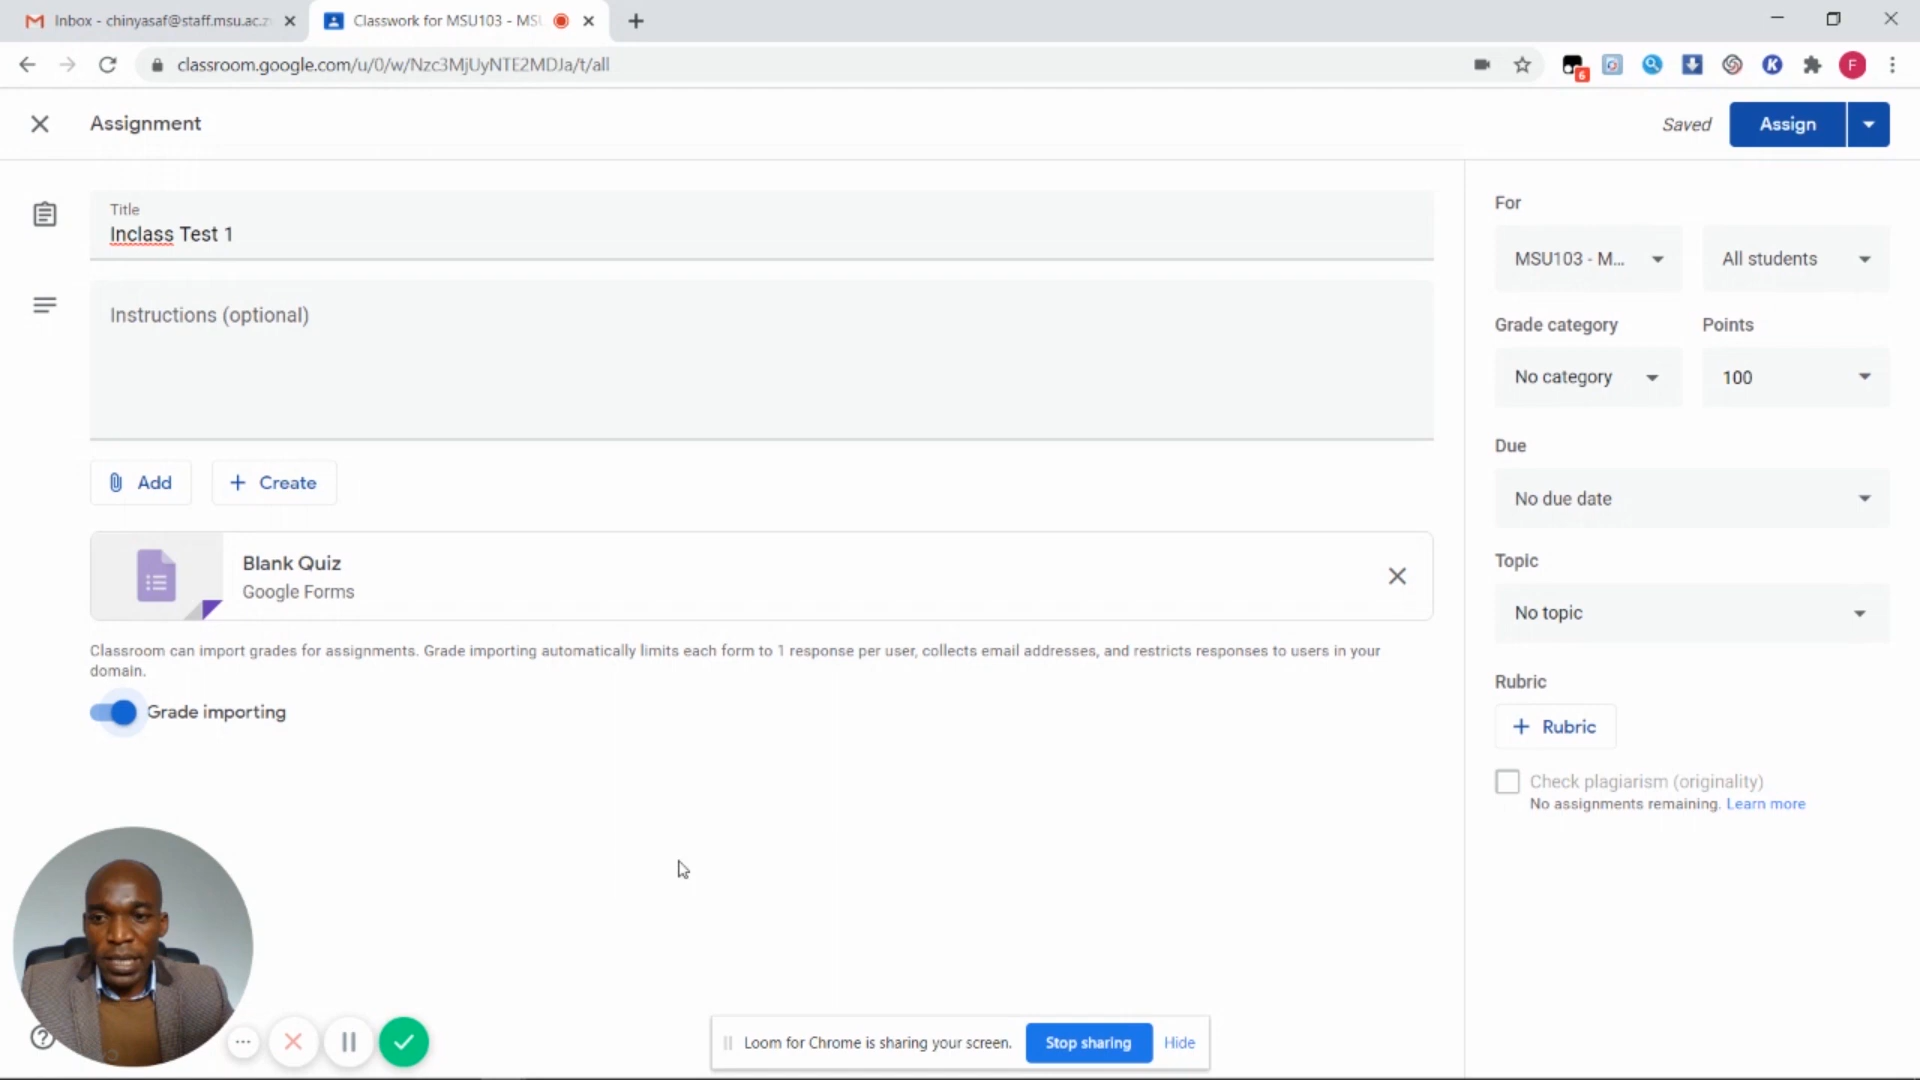 Inbox - chinyasaf@staff.msu.ac.z
Classwork for MSU103 - MSU
classroom.google.com/u/0/w/Nzc3MjUyNTE2MDJa/t/all
6
K
F
Assignment
Saved
Assign
Title
Inclass Test 1
Instructions (optional)
Add
Create
Blank Quiz
Google Forms
Classroom can import grades for assignments. Grade importing automatically limits each form to 1 response per user, collects email addresses, and restricts responses to users in your
domain.
Grade importing
For
MSU103 - M...
All students
Grade category
Points
No category
100
Due
No due date
Topic
No topic
Rubric
Rubric
Check plagiarism (originality)
No assignments remaining. Learn more
Loom for Chrome is sharing your screen.
Stop sharing
Hide